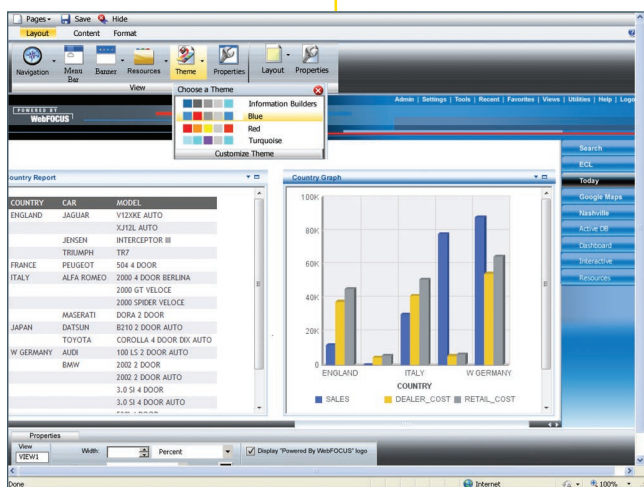 Pages Save Hide
Layout Content Format
Navigation Menu Bar Banner Resources Theme Properties Layout Properties
View
Choose a Theme
Information Builders
Blue
Red
Turquoise
Customize Theme
POWERED BY
WebFOCUS
Admin | Settings | Tools | Recent | Favorites | Views | Utilities | Help | Logo
Search
ECL
Today
Google Maps
Nashville
Active DB
Dashboard
Interactive
Resources
ountry Report
COUNTRY CAR MODEL
ENGLAND JAGUAR V12XKE AUTO
XJ12L AUTO
JENSEN INTERCEPTOR III
TRIUMPH TR7
FRANCE PEUGEOT 504 4 DOOR
ITALY ALFA ROMEO 2000 4 DOOR BERLINA
2000 GT VELOCE
2000 SPIDER VELOCE
MASERATI DORA 2 DOOR
JAPAN DATSUN B210 2 DOOR AUTO
TOYOTA COROLLA 4 DOOR DIX AUTO
W GERMANY AUDI 100 LS 2 DOOR AUTO
BMW 2002 2 DOOR
2002 2 DOOR AUTO
3.0 SI 4 DOOR
3.0 SI 4 DOOR AUTO
Country Graph
100K
80K
60K
40K
20K
0
ENGLAND ITALY W GERMANY
COUNTRY
SALES DEALER_COST RETAIL_COST
Properties
View
VIEW1
Width: Percent
Display "Powered By WebFOCUS" logo
Done
Internet
100%